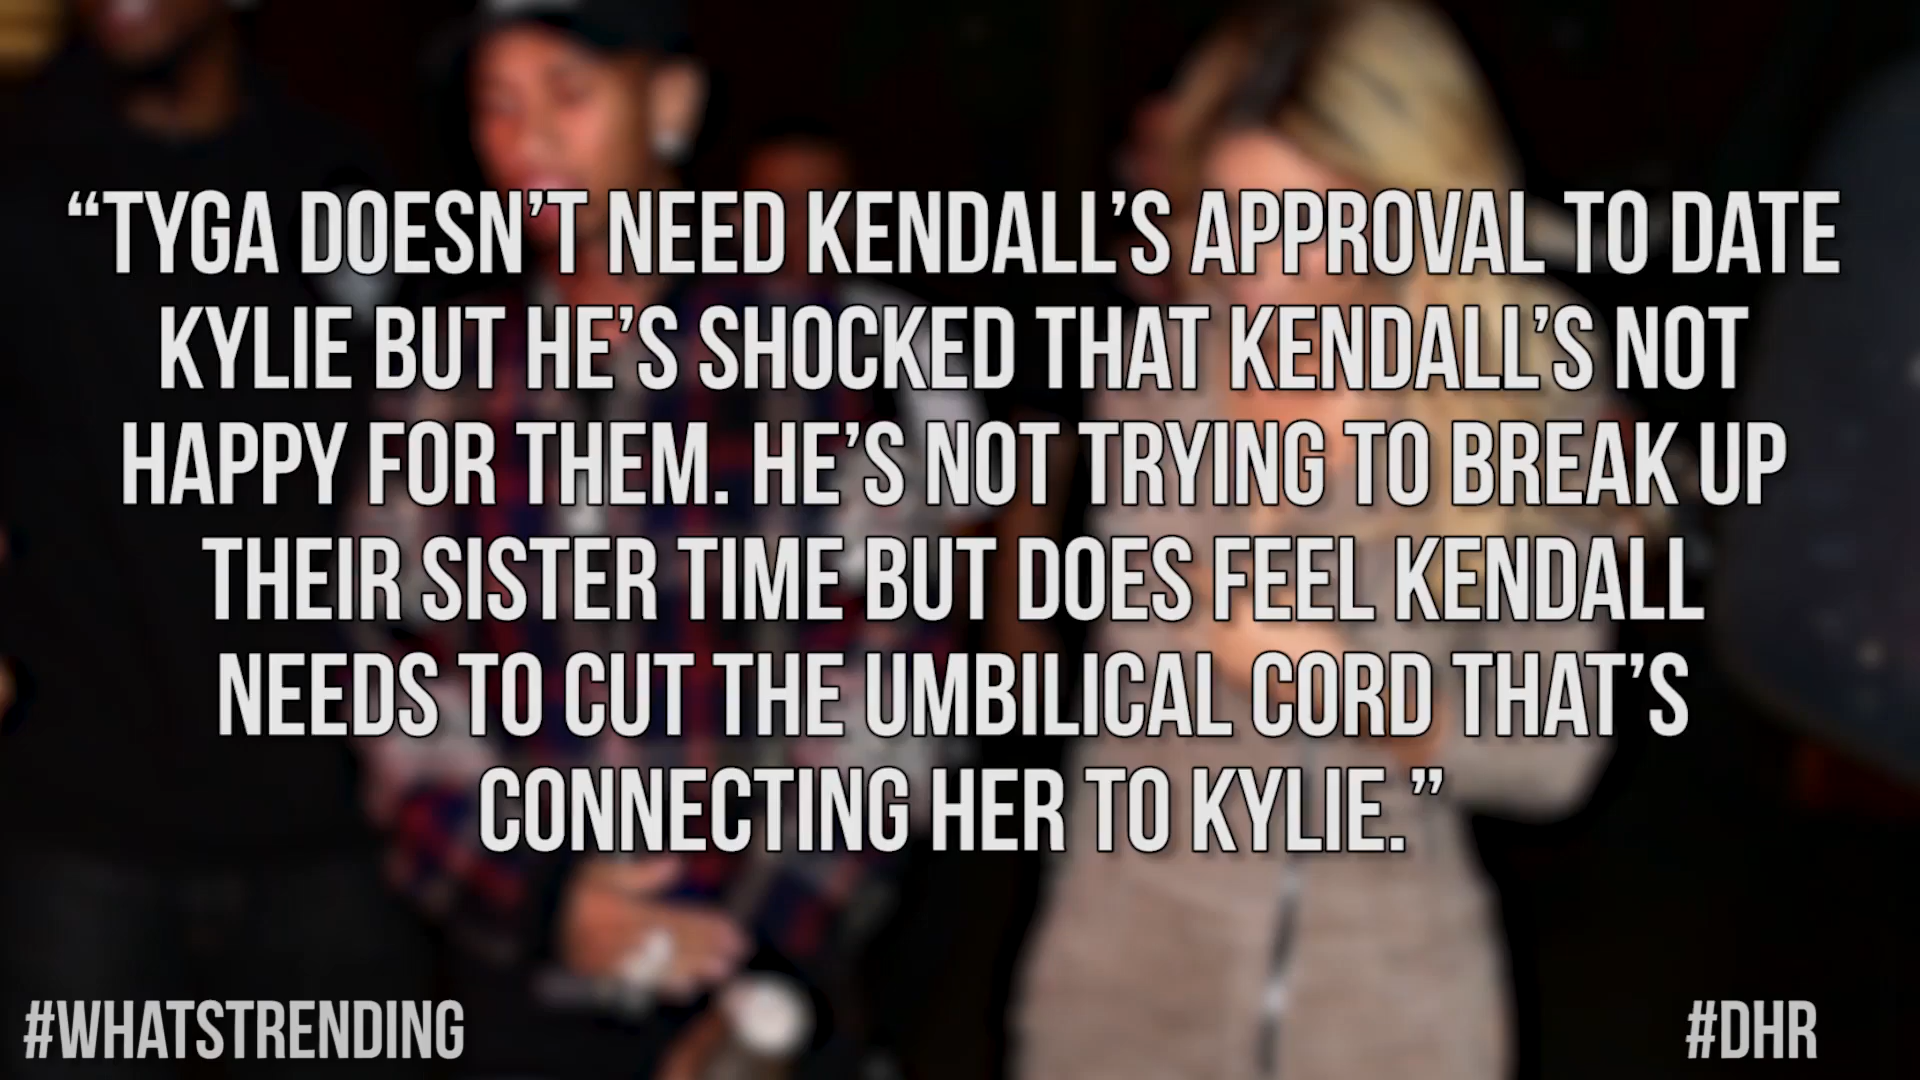 “TYGA DOESN’T NEED KENDALL’S APPROVAL TO DATE
KYLIE BUT HE’S SHOCKED THAT KENDALL’S NOT
HAPPY FOR THEM. HE’S NOT TRYING TO BREAK UP
THEIR SISTER TIME BUT DOES FEEL KENDALL
NEEDS TO CUT THE UMBILICAL CORD THAT’S
CONNECTING HER TO KYLIE.”
#WHATSTRENDING
#DHR